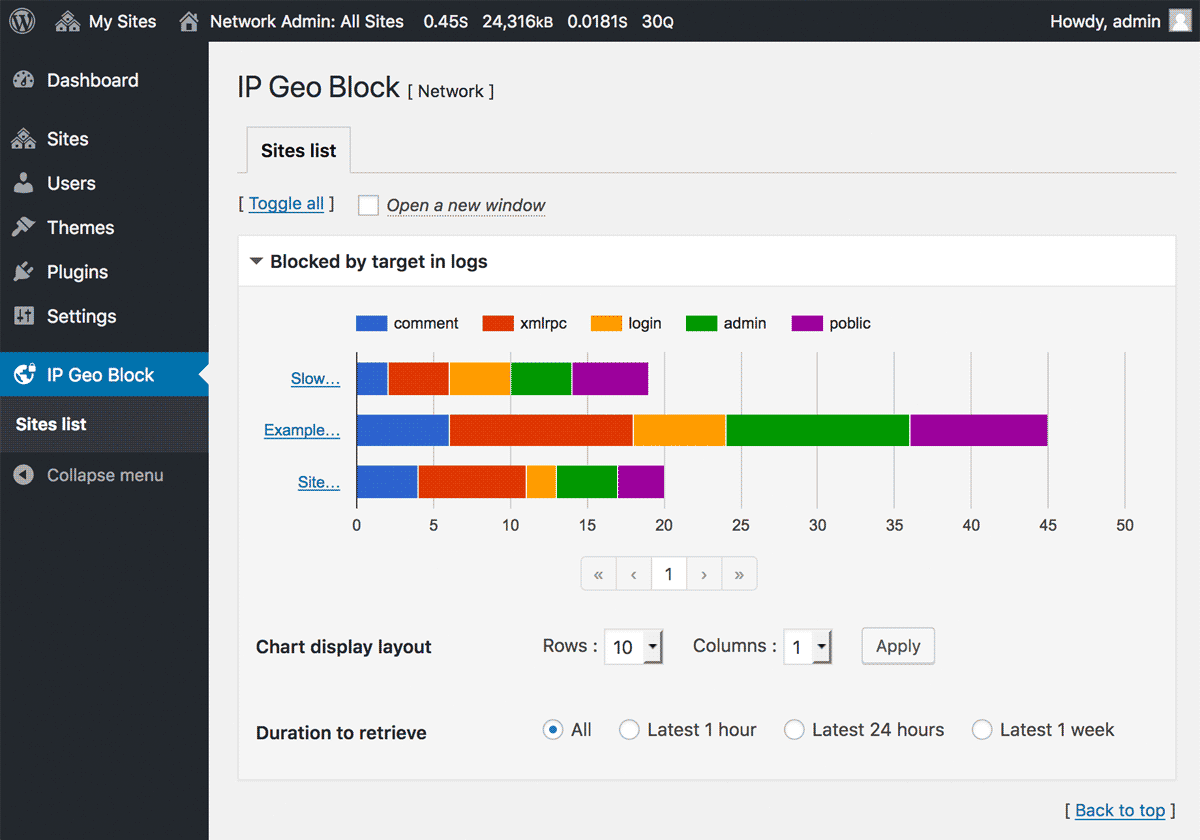 My Sites Network Admin: All Sites 0.45S 24,316KB 0.0181S 30Q Howdy, admin
Dashboard
Sites
Users
Themes
Plugins
Settings
IP Geo Block
Sites list
Collapse menu
IP Geo Block [ Network ]
Sites list
[ Toggle all ] Open a new window
Blocked by target in logs
comment xmlrpc login admin poblic
Slow...
Example...
Site...
0 5 10 15 20 25 30 35 40 45 50
« ‹ 1 › »
Chart display layout Rows : 10 Columns : 1 Apply
Duration to retrieve All Latest 1 hour Latest 24 hours Latest 1 week
[ Back to top ]